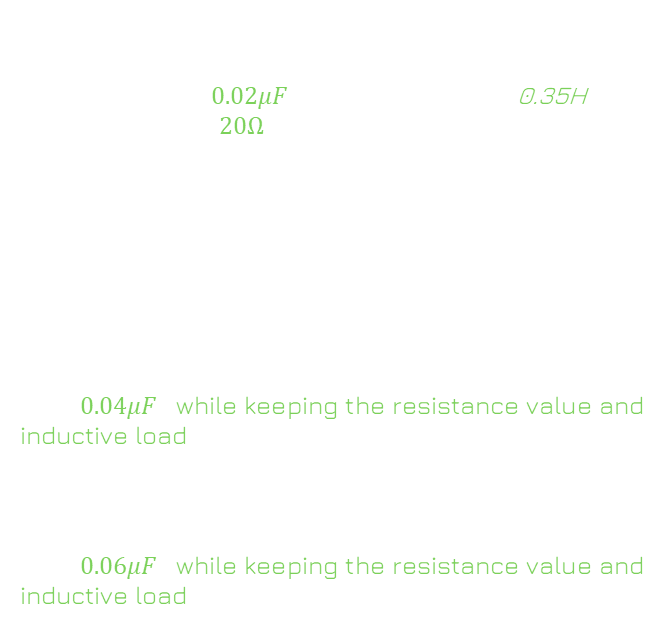 0.02μF 0.35H
20Ω
0.04μF while keeping the resistance value and
inductive load
0.06μF while keeping the resistance value and
inductive load